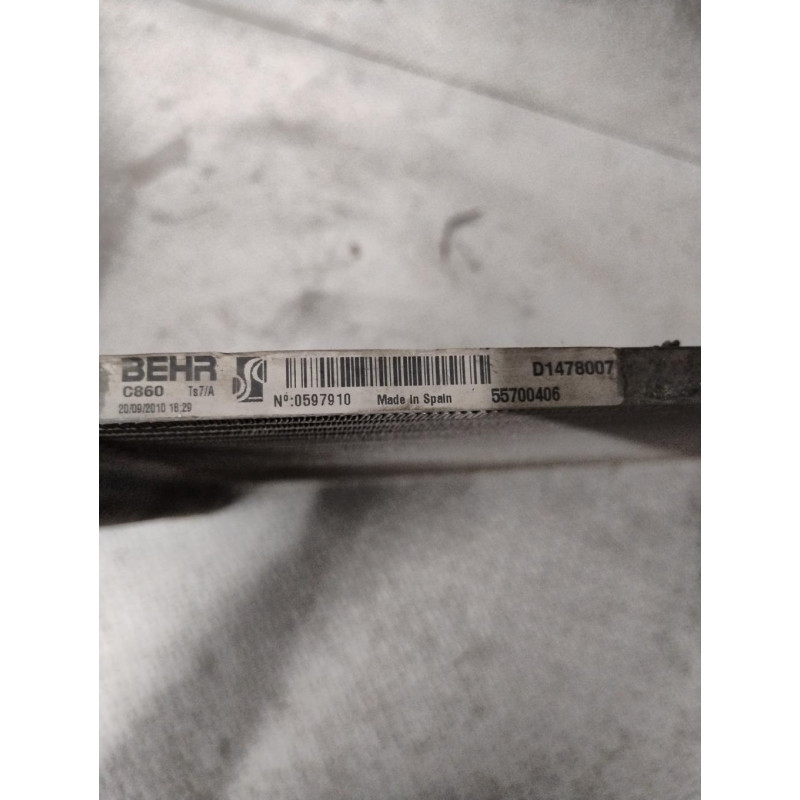 BEHR
C860 Ts7/A
20/09/2010 16:29
Nº:0597910 Made in Spain
55700406
D1478007